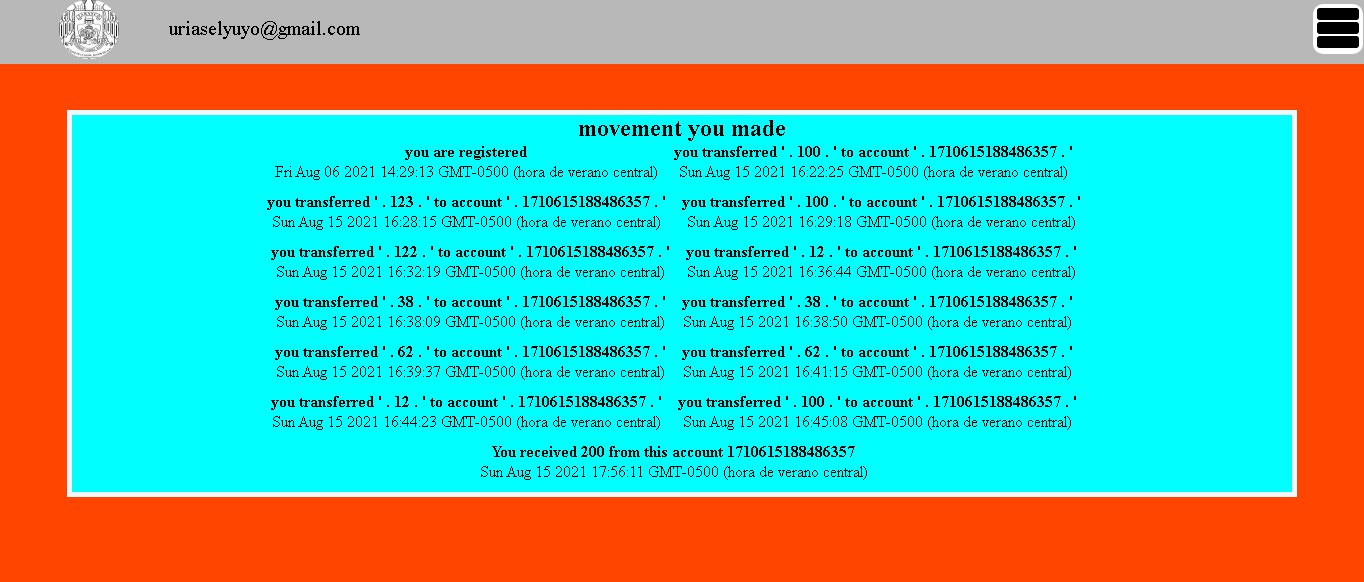 uriaselyuyo@gmail.com
movement you made
you are registered
Fri Aug 06 2021 14:29:13 GMT-0500 (hora de verano central)
you transferred ' . 100 . ' to account ' . 1710615188486357 . '
Sun Aug 15 2021 16:22:25 GMT-0500 (hora de verano central)
you transferred ' . 123 . ' to account ' . 1710615188486357 . '
Sun Aug 15 2021 16:28:15 GMT-0500 (hora de verano central)
you transferred ' . 100 . ' to account ' . 1710615188486357 . '
Sun Aug 15 2021 16:29:18 GMT-0500 (hora de verano central)
you transferred ' . 122 . ' to account ' . 1710615188486357 . '
Sun Aug 15 2021 16:32:19 GMT-0500 (hora de verano central)
you transferred ' . 12 . ' to account ' . 1710615188486357 . '
Sun Aug 15 2021 16:36:44 GMT-0500 (hora de verano central)
you transferred ' . 38 . ' to account ' . 1710615188486357 . '
Sun Aug 15 2021 16:38:09 GMT-0500 (hora de verano central)
you transferred ' . 38 . ' to account ' . 1710615188486357 . '
Sun Aug 15 2021 16:38:50 GMT-0500 (hora de verano central)
you transferred ' . 62 . ' to account ' . 1710615188486357 . '
Sun Aug 15 2021 16:39:37 GMT-0500 (hora de verano central)
you transferred ' . 62 . ' to account ' . 1710615188486357 . '
Sun Aug 15 2021 16:41:15 GMT-0500 (hora de verano central)
you transferred ' . 12 . ' to account ' . 1710615188486357 . '
Sun Aug 15 2021 16:44:23 GMT-0500 (hora de verano central)
you transferred ' . 100 . ' to account ' . 1710615188486357 . '
Sun Aug 15 2021 16:45:08 GMT-0500 (hora de verano central)
You received 200 from this account 1710615188486357
Sun Aug 15 2021 17:56:11 GMT-0500 (hora de verano central)